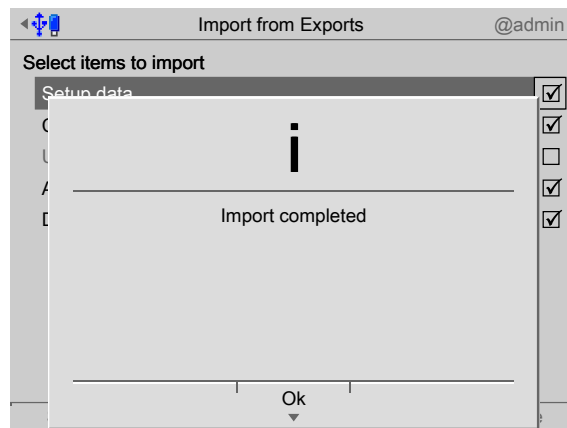 Import from Exports
@admin
Select items to import
Setup data
i
Import completed
Ok